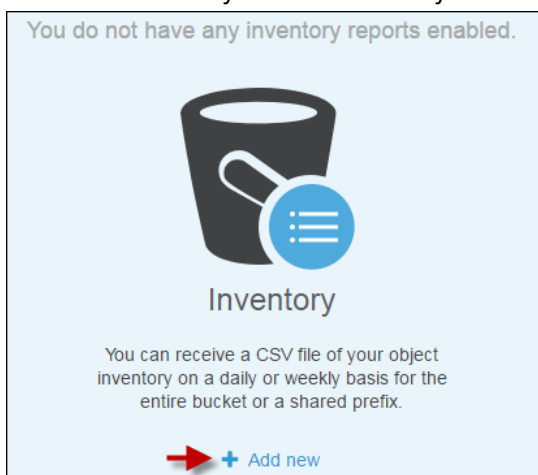 You do not have any inventory reports enabled.
Inventory
You can receive a CSV file of your object
inventory on a daily or weekly basis for the
entire bucket or a shared prefix.
+ Add new